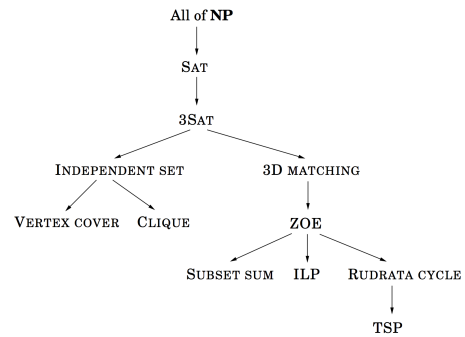 All of NP
SAT
3SAT
INDEPENDENT SET
3D MATCHING
VERTEX COVER
CLIQUE
ZOE
SUBSET SUM
ILP
RUDRATA CYCLE
TSP